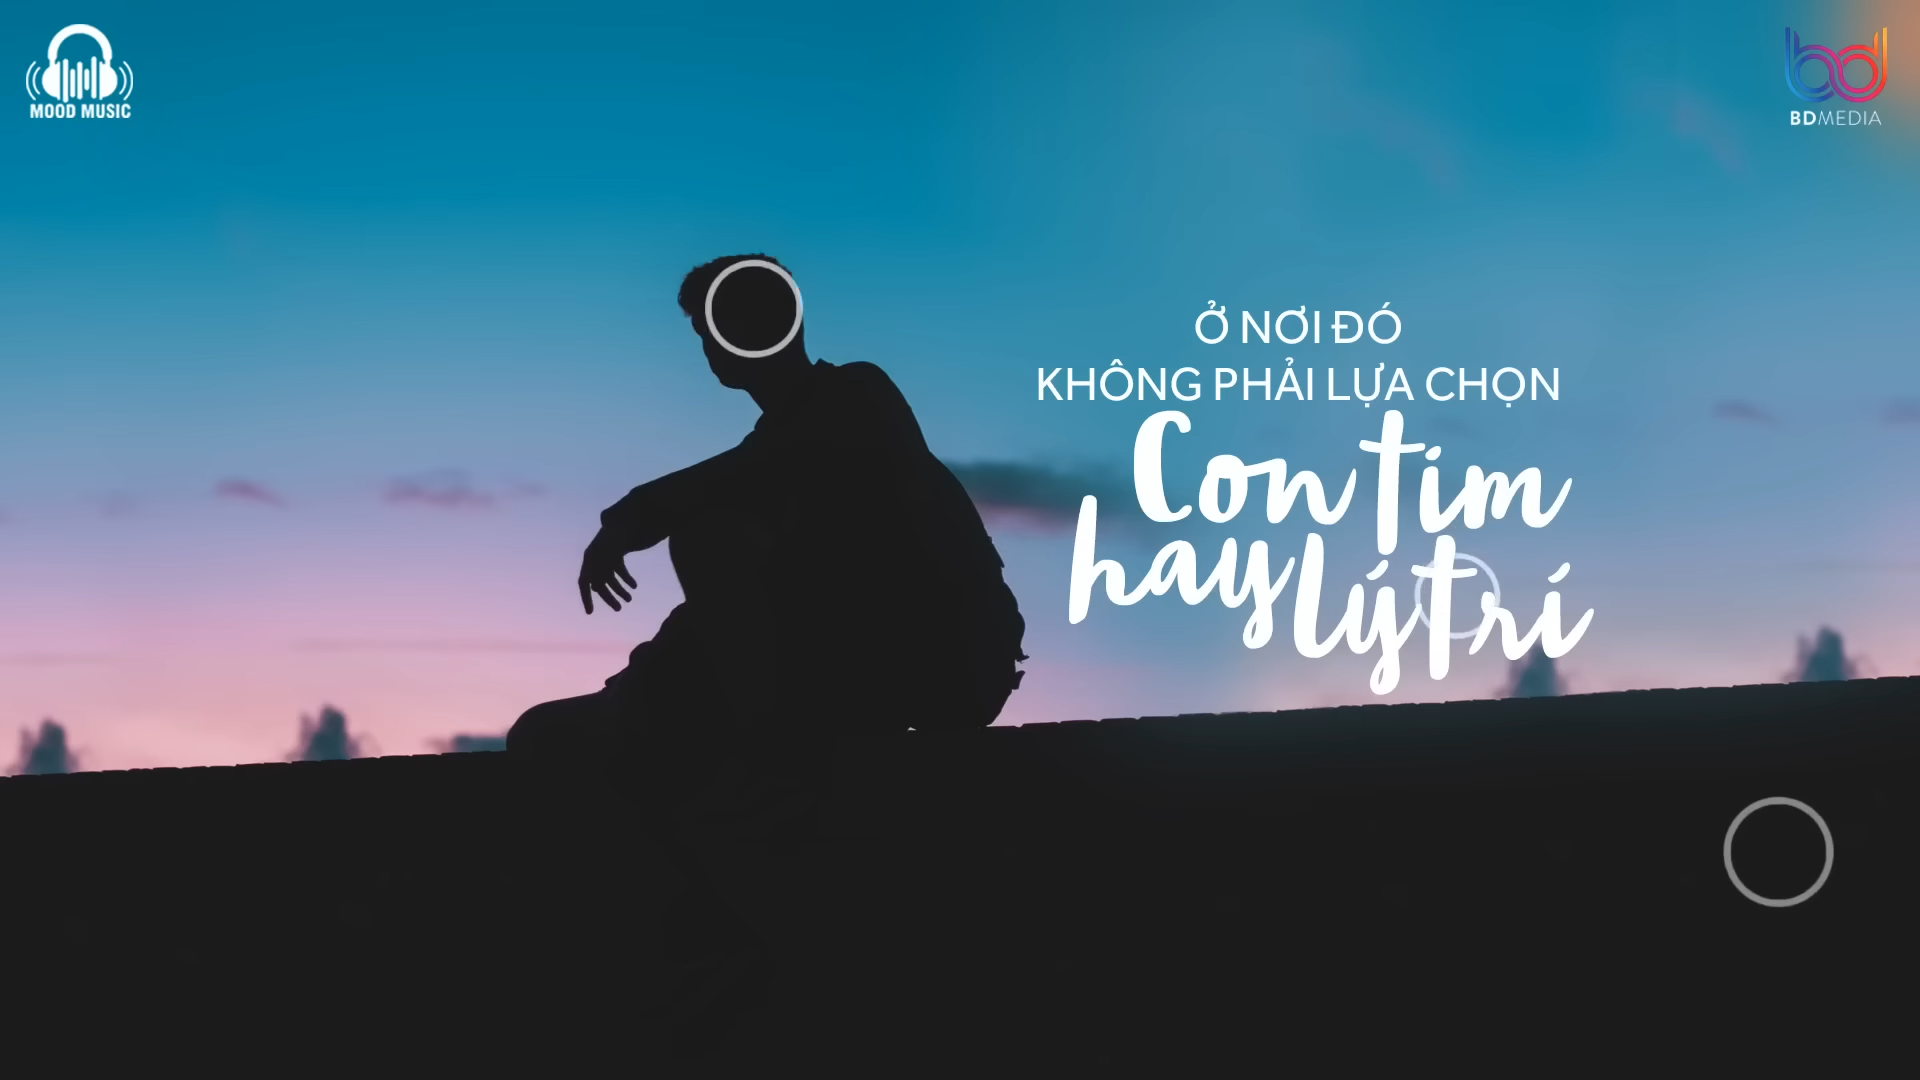 MOOD MUSIC
BDMEDIA
Ở NƠI ĐÓ
KHÔNG PHẢI LỰA CHỌN
Con tim
hay lý trí